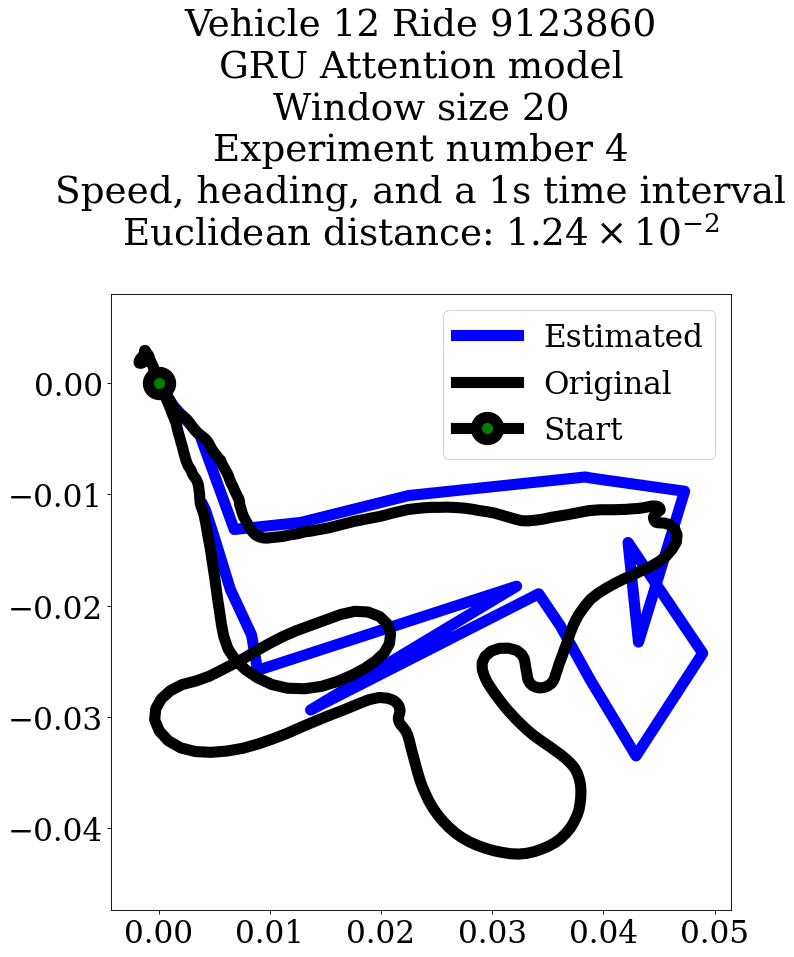 Vehicle 12 Ride 9123860
GRU Attention model
Window size 20
Experiment number 4
Speed, heading, and a 1s time interval
Euclidean distance: 1.24 × 10⁻²
Estimated
Original
Start
0.00
−0.01
−0.02
−0.03
−0.04
0.00 0.01 0.02 0.03 0.04 0.05